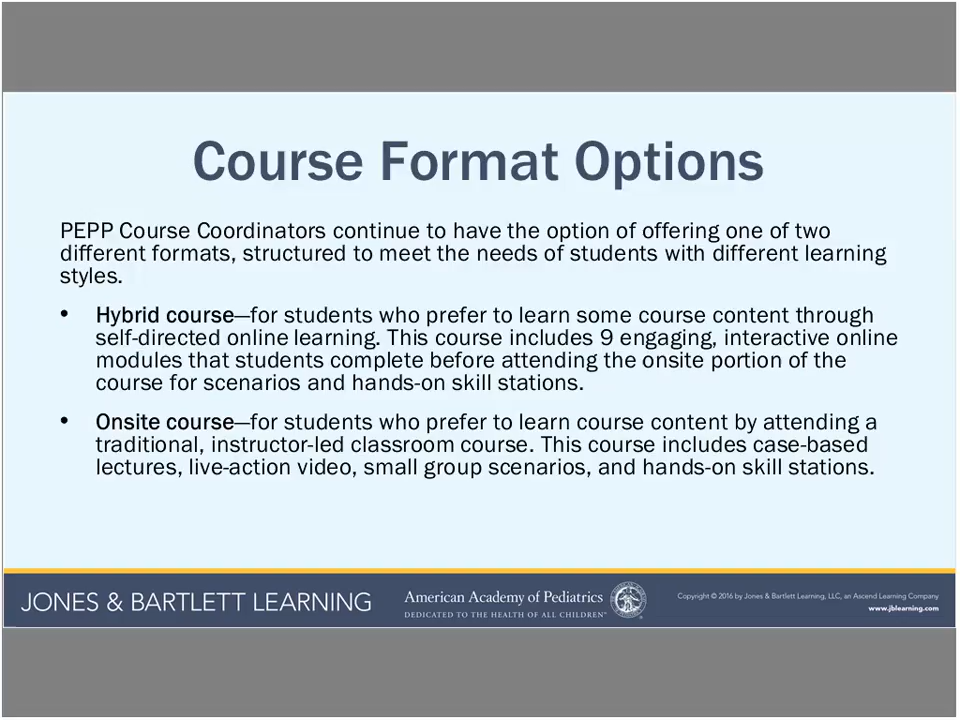 Course Format Options
PEPP Course Coordinators continue to have the option of offering one of two
different formats, structured to meet the needs of students with different learning
styles.
• Hybrid course—for students who prefer to learn some course content through
self-directed online learning. This course includes 9 engaging, interactive online
modules that students complete before attending the onsite portion of the
course for scenarios and hands-on skill stations.
• Onsite course—for students who prefer to learn course content by attending a
traditional, instructor-led classroom course. This course includes case-based
lectures, live-action video, small group scenarios, and hands-on skill stations.
JONES & BARTLETT LEARNING
American Academy of Pediatrics
DEDICATED TO THE HEALTH OF ALL CHILDREN™
Copyright © 2016 by Jones & Bartlett Learning, LLC, an Ascend Learning Company
www.jblearning.com